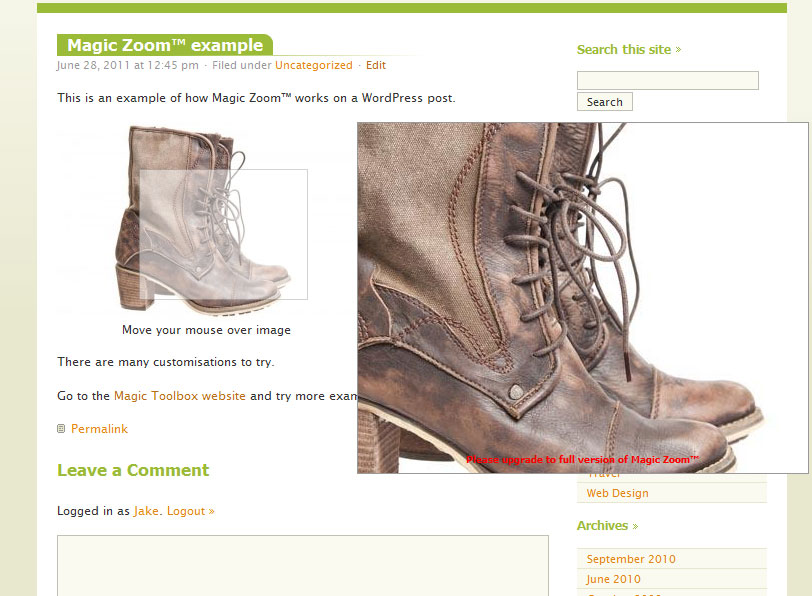 Magic Zoom™ example
June 28, 2011 at 12:45 pm · Filed under Uncategorized · Edit
This is an example of how Magic Zoom™ works on a WordPress post.
Move your mouse over image
There are many customisations to try.
Go to the Magic Toolbox website and try more
Permalink
Leave a Comment
Logged in as Jake. Logout »
Search this site »
Search
Please upgrade to full version of Magic Zoom™
Travel
Web Design
Archives »
September 2010
June 2010